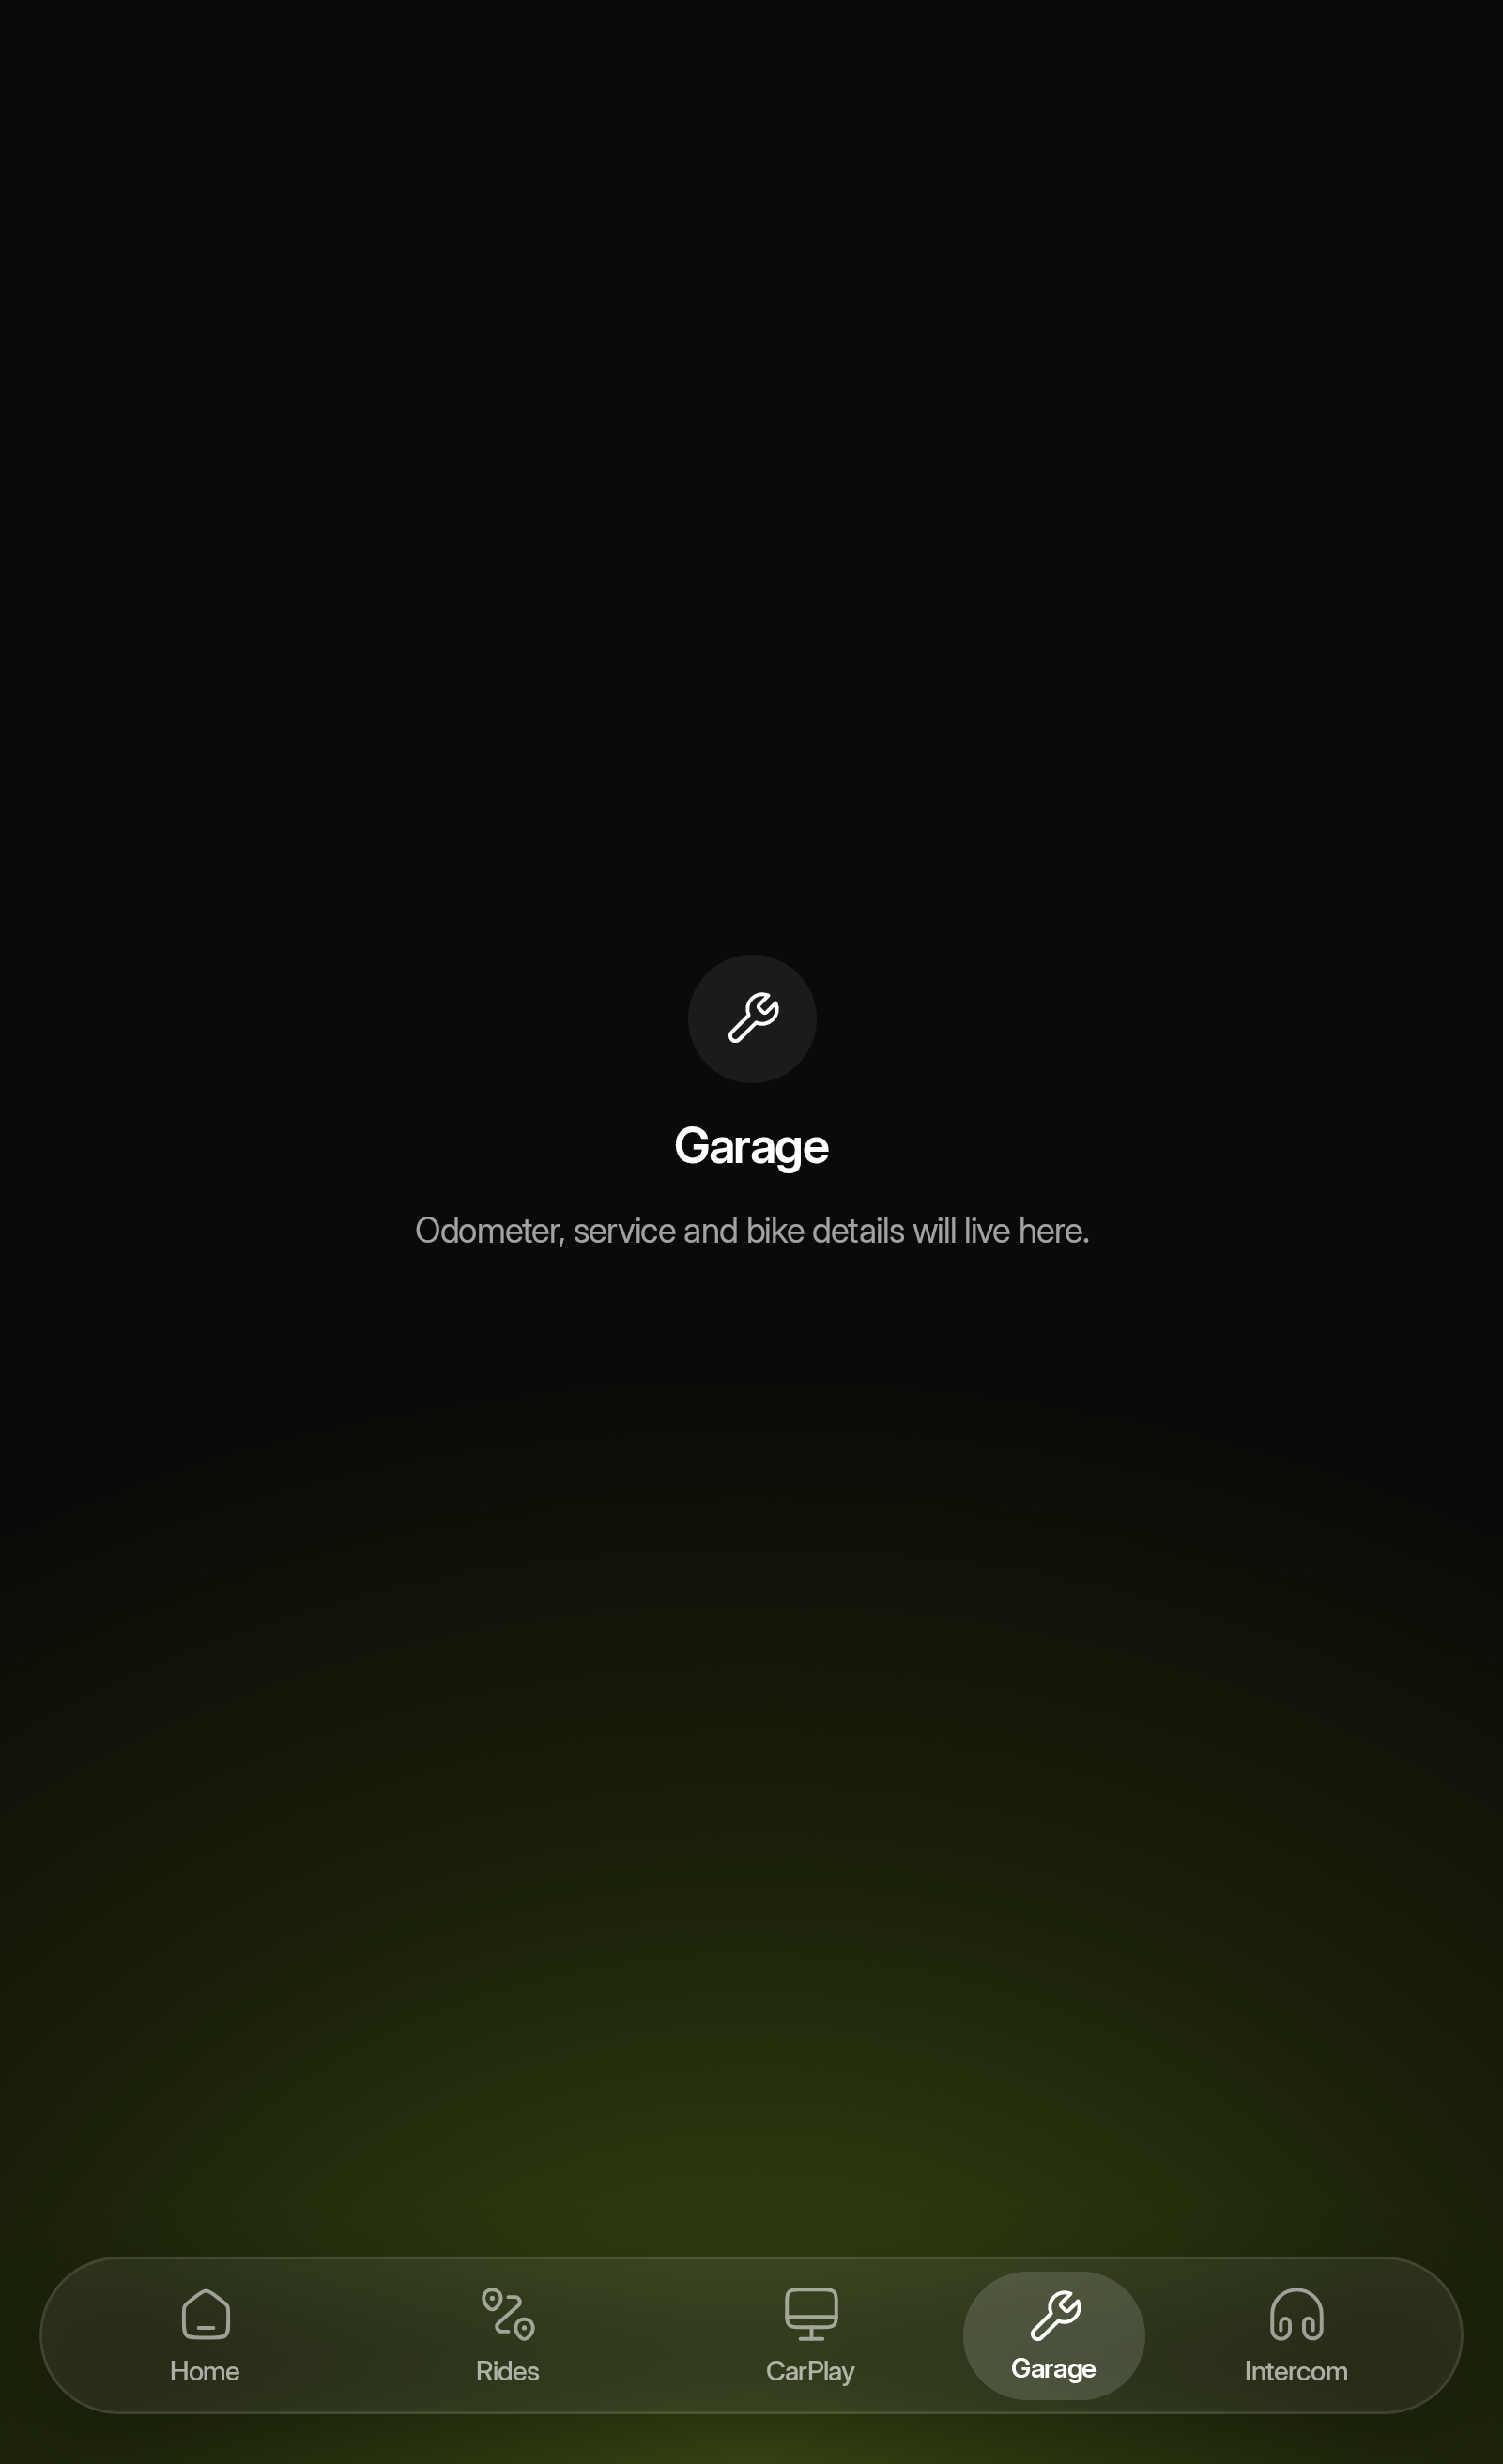 Garage
Odometer, service and bike details will live here.
Home
Rides
CarPlay
Garage
Intercom